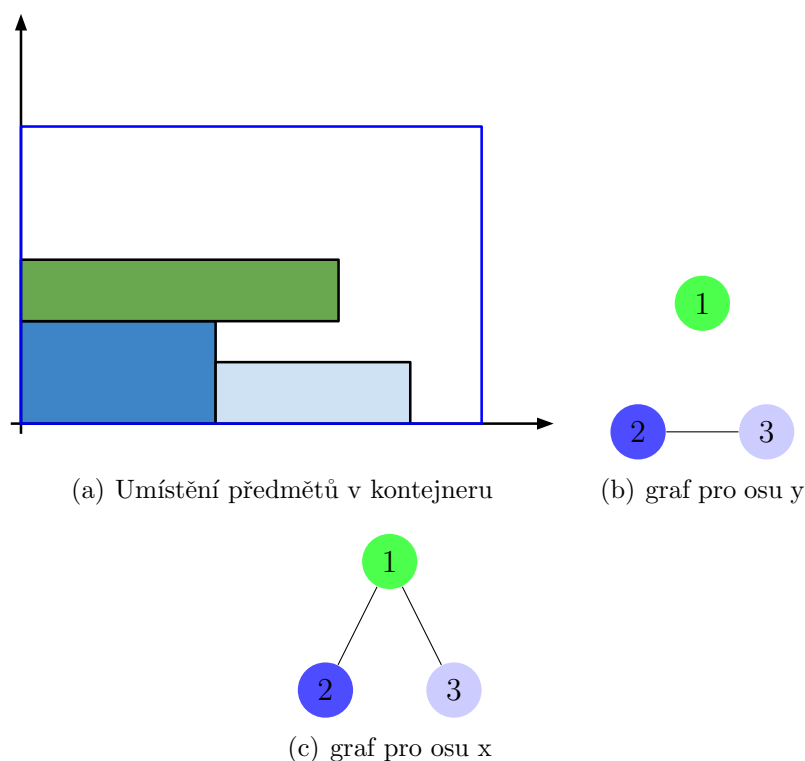 1
2 3
(a) Umístění předmětů v kontejneru (b) graf pro osu y
1
2 3
(c) graf pro osu x